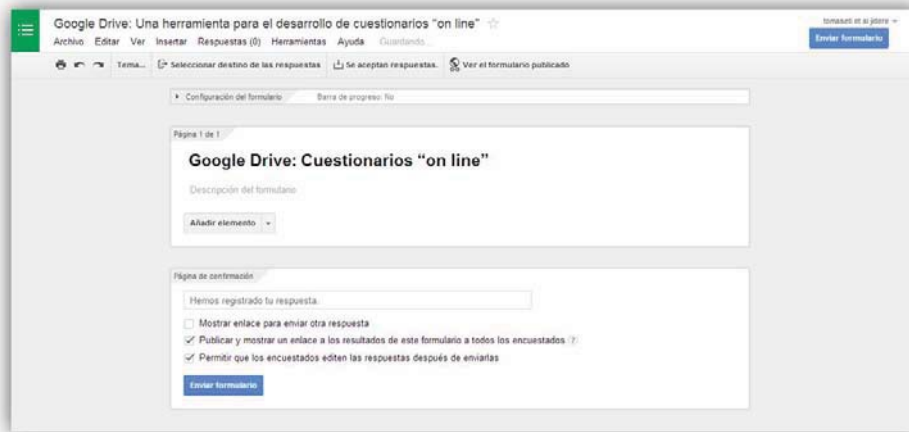 Google Drive: Una herramienta para el desarrollo de cuestionarios “on line”
Archivo Editar Ver Insertar Respuestas (0) Herramientas Ayuda Guardando...
Enviar formulario
Tema... Seleccionar destino de las respuestas Se aceptan respuestas. Ver el formulario publicado
Configuración del formulario Barra de progreso: No
Página 1 de 1
Google Drive: Cuestionarios “on line”
Descripción del formulario
Añadir elemento
Página de confirmación
Hemos registrado tu respuesta.
Mostrar enlace para enviar otra respuesta
Publicar y mostrar un enlace a los resultados de este formulario a todos los encuestados ?
Permitir que los encuestados editen las respuestas después de enviarlas
Enviar formulario